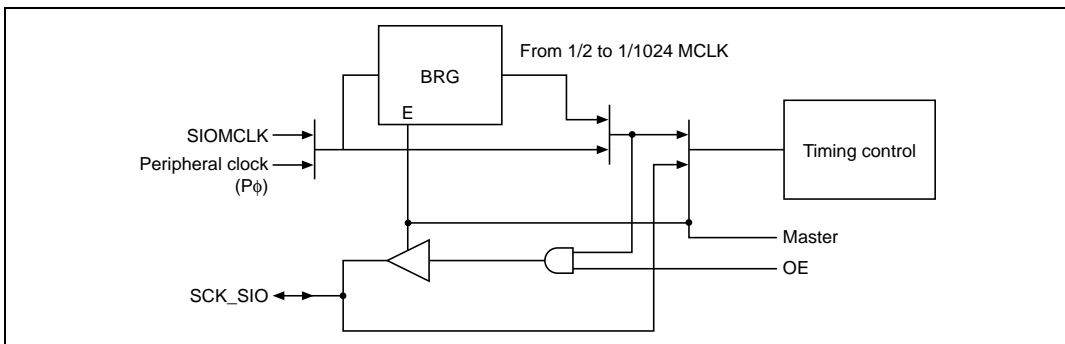 From 1/2 to 1/1024 MCLK
BRG
E
SIOMCLK
Peripheral clock
(Pϕ)
Timing control
Master
OE
SCK_SIO